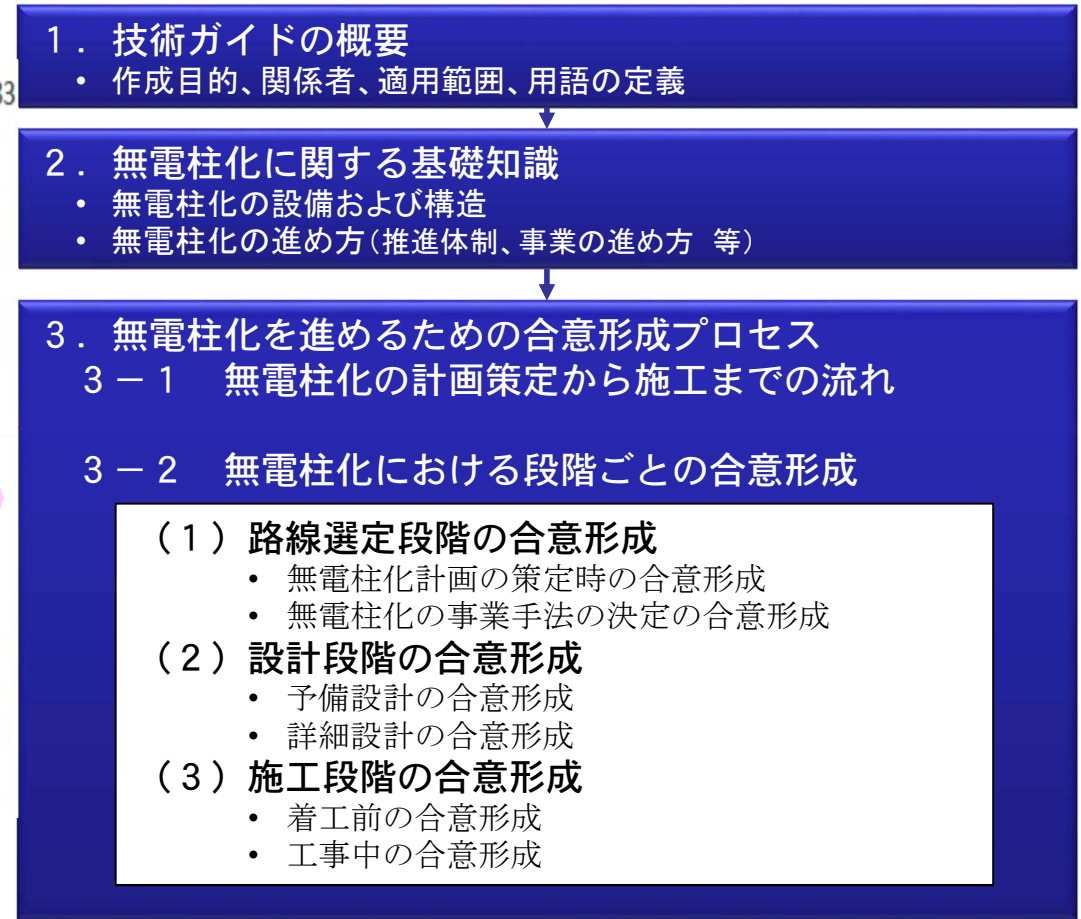 １．技術ガイドの概要
• 作成目的、関係者、適用範囲、用語の定義
33
２．無電柱化に関する基礎知識
• 無電柱化の設備および構造
• 無電柱化の進め方（推進体制、事業の進め方　等）
３．無電柱化を進めるための合意形成プロセス
３－１　無電柱化の計画策定から施工までの流れ
３－２　無電柱化における段階ごとの合意形成
（１）路線選定段階の合意形成
• 無電柱化計画の策定時の合意形成
• 無電柱化の事業手法の決定の合意形成
（２）設計段階の合意形成
• 予備設計の合意形成
• 詳細設計の合意形成
（３）施工段階の合意形成
• 着工前の合意形成
• 工事中の合意形成